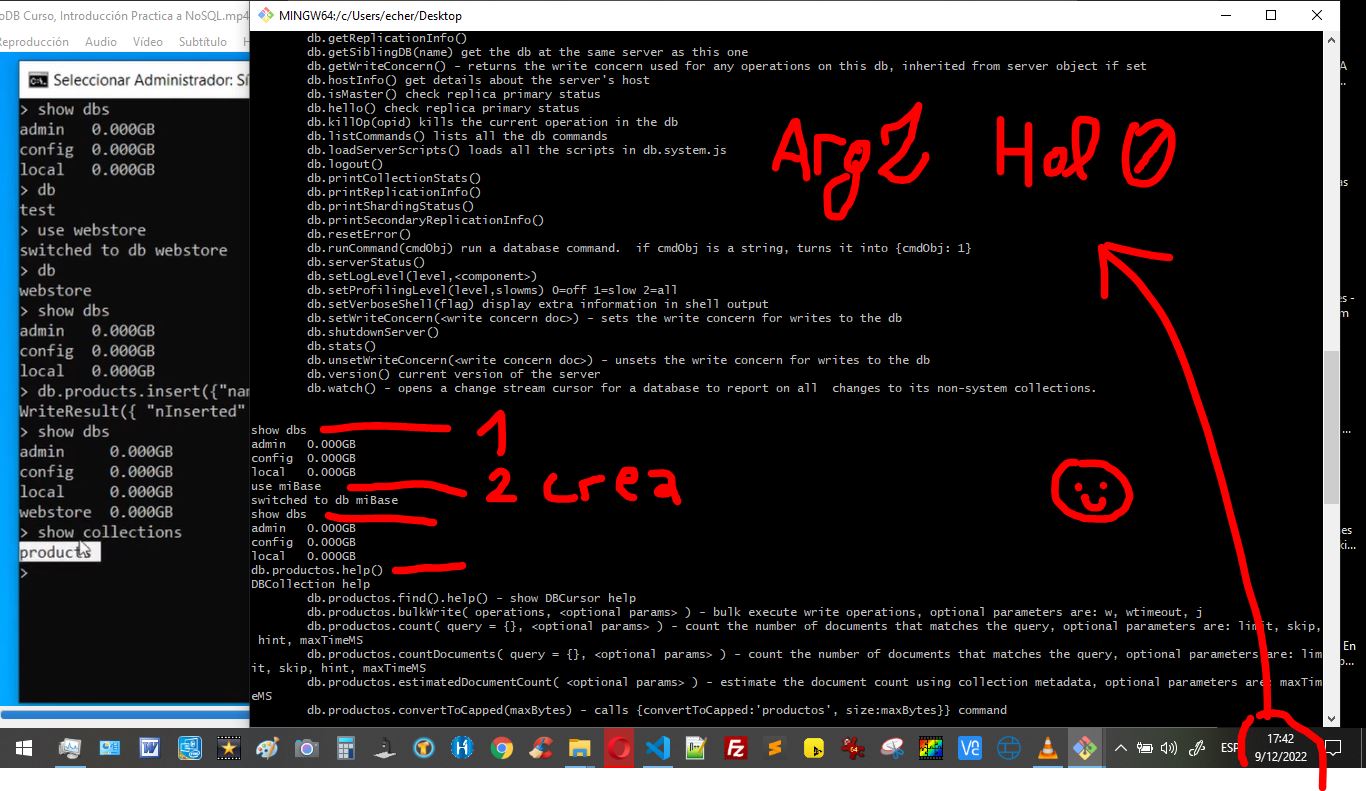 oDB Curso, Introducción Practica a NoSQL.mp4
Reproducción Audio Vídeo Subtítulo
Seleccionar Administrador: Sí
> show dbs
admin 0.000GB
config 0.000GB
local 0.000GB
> db
test
> use webstore
switched to db webstore
> db
webstore
> show dbs
admin 0.000GB
config 0.000GB
local 0.000GB
> db.products.insert({"nam
WriteResult({ "nInserted"
> show dbs
admin 0.000GB
config 0.000GB
local 0.000GB
webstore 0.000GB
> show collections
products
>
MINGW64:/c/Users/echer/Desktop
db.getReplicationInfo()
db.getSiblingDB(name) get the db at the same server as this one
db.getWriteConcern() - returns the write concern used for any operations on this db, inherited from server object if set
db.hostInfo() get details about the server's host
db.isMaster() check replica primary status
db.hello() check replica primary status
db.killOp(opid) kills the current operation in the db
db.listCommands() lists all the db commands
db.loadServerScripts() loads all the scripts in db.system.js
db.logout()
db.printCollectionStats()
db.printReplicationInfo()
db.printShardingStatus()
db.printSecondaryReplicationInfo()
db.resetError()
db.runCommand(cmdObj) run a database command.  if cmdObj is a string, turns it into {cmdObj: 1}
db.serverStatus()
db.setLogLevel(level,<component>)
db.setProfilingLevel(level,slowms) 0=off 1=slow 2=all
db.setVerboseShell(flag) display extra information in shell output
db.setWriteConcern(<write concern doc>) - sets the write concern for writes to the db
db.shutdownServer()
db.stats()
db.unsetWriteConcern(<write concern doc>) - unsets the write concern for writes to the db
db.version() current version of the server
db.watch() - opens a change stream cursor for a database to report on all  changes to its non-system collections.
show dbs
admin 0.000GB
config 0.000GB
local 0.000GB
use miBase
switched to db miBase
show dbs
admin 0.000GB
config 0.000GB
local 0.000GB
db.productos.help()
DBCollection help
db.productos.find().help() - show DBCursor help
db.productos.bulkWrite( operations, <optional params> ) - bulk execute write operations, optional parameters are: w, wtimeout, j
db.productos.count( query = {}, <optional params> ) - count the number of documents that matches the query, optional parameters are: limit, skip,
hint, maxTimeMS
db.productos.countDocuments( query = {}, <optional params> ) - count the number of documents that matches the query, optional parameters are: lim
it, skip, hint, maxTimeMS
db.productos.estimatedDocumentCount( <optional params> ) - estimate the document count using collection metadata, optional parameters are: maxTim
eMS
db.productos.convertToCapped(maxBytes) - calls {convertToCapped:'productos', size:maxBytes}} command
1
2 crea
ESP
17:42
9/12/2022